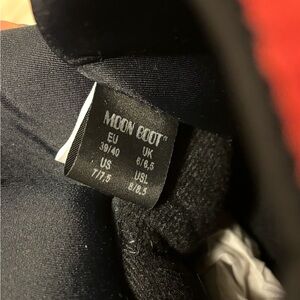 MOON BOOT®
EU UK
39/40 6/6,5
US USL
7/7,5 8/8,5